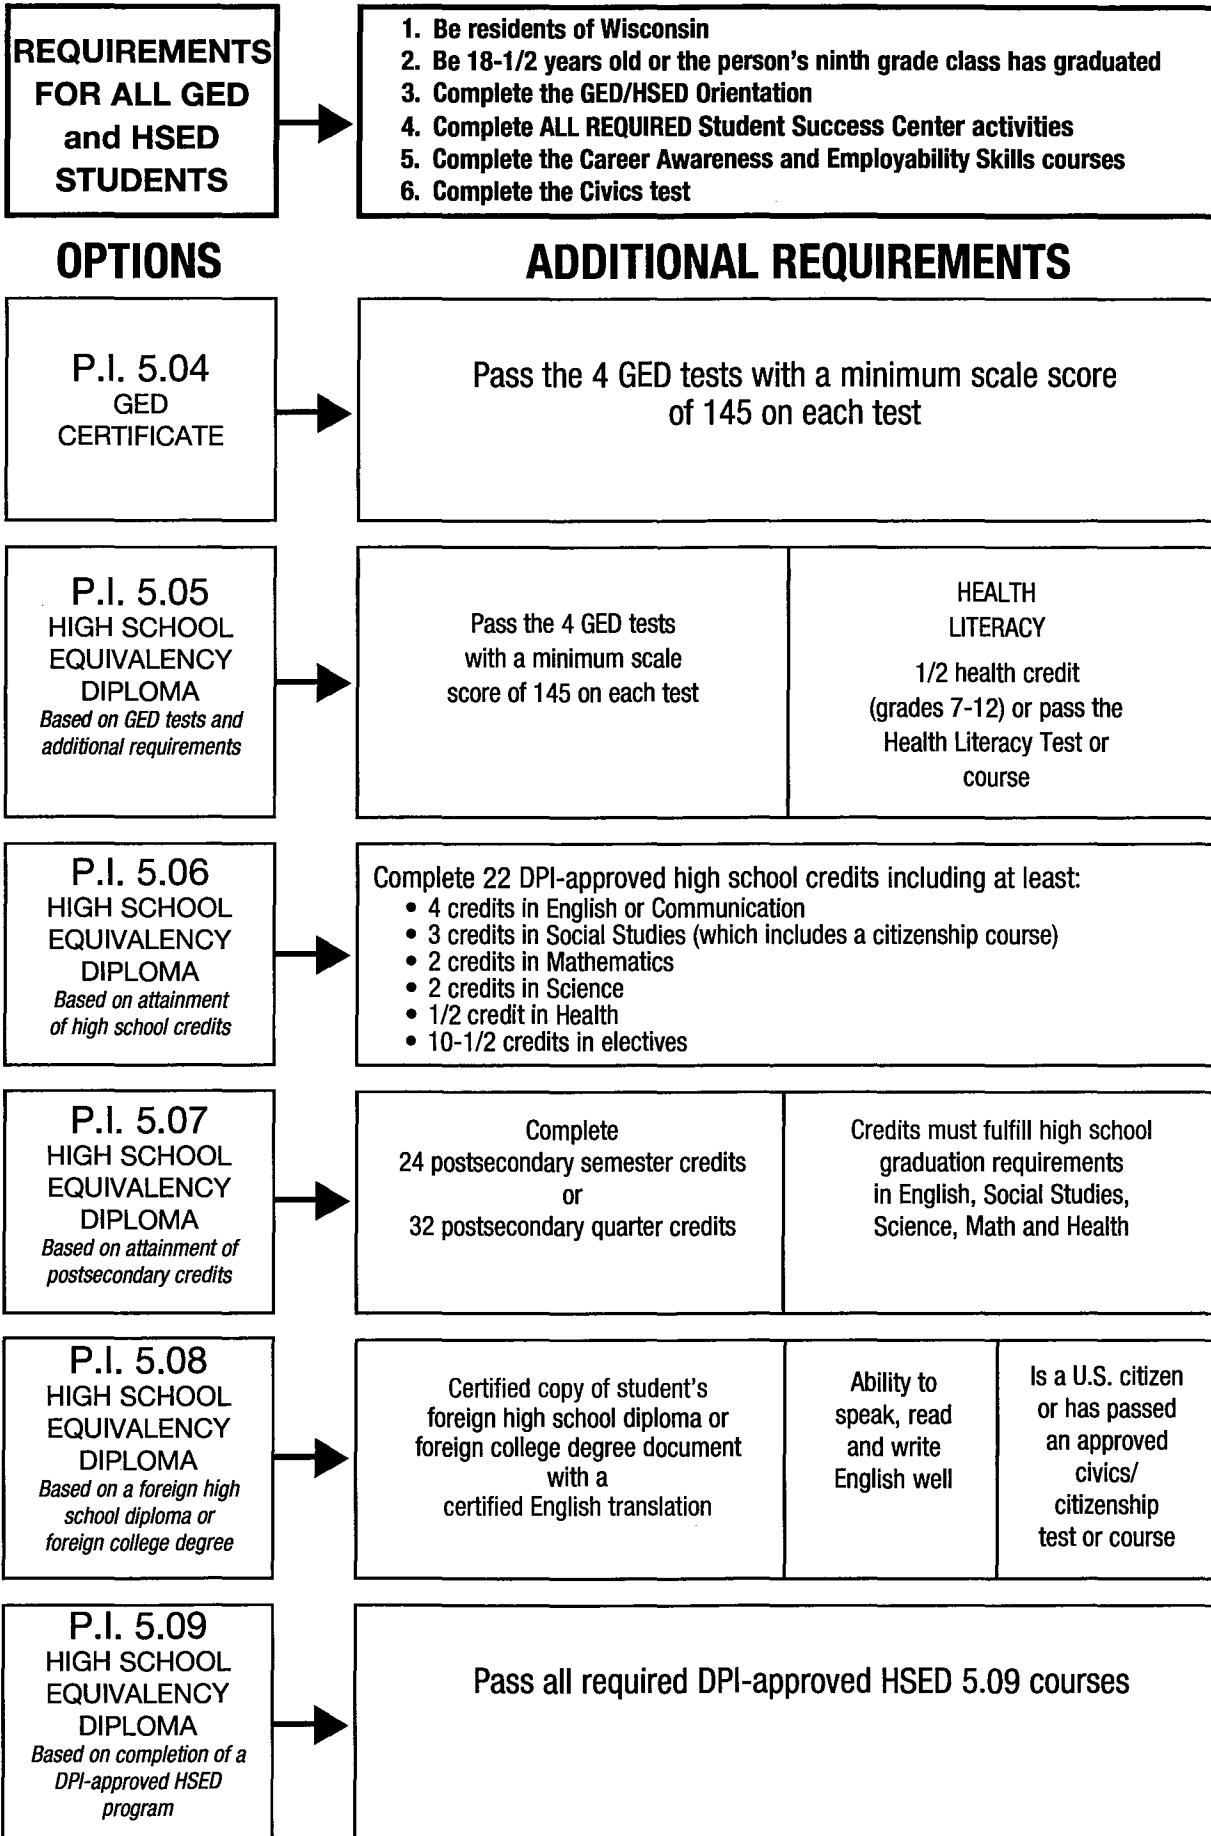 REQUIREMENTS
FOR ALL GED
and HSED
STUDENTS
1. Be residents of Wisconsin
2. Be 18-1/2 years old or the person's ninth grade class has graduated
3. Complete the GED/HSED Orientation
4. Complete ALL REQUIRED Student Success Center activities
5. Complete the Career Awareness and Employability Skills courses
6. Complete the Civics test
OPTIONS
ADDITIONAL REQUIREMENTS
P.I. 5.04
GED
CERTIFICATE
Pass the 4 GED tests with a minimum scale score
of 145 on each test
P.I. 5.05
HIGH SCHOOL
EQUIVALENCY
DIPLOMA
Based on GED tests and
additional requirements
Pass the 4 GED tests
with a minimum scale
score of 145 on each test
HEALTH
LITERACY
1/2 health credit
(grades 7-12) or pass the
Health Literacy Test or
course
P.I. 5.06
HIGH SCHOOL
EQUIVALENCY
DIPLOMA
Based on attainment
of high school credits
Complete 22 DPI-approved high school credits including at least:
• 4 credits in English or Communication
• 3 credits in Social Studies (which includes a citizenship course)
• 2 credits in Mathematics
• 2 credits in Science
• 1/2 credit in Health
• 10-1/2 credits in electives
P.I. 5.07
HIGH SCHOOL
EQUIVALENCY
DIPLOMA
Based on attainment of
postsecondary credits
Complete
24 postsecondary semester credits
or
32 postsecondary quarter credits
Credits must fulfill high school
graduation requirements
in English, Social Studies,
Science, Math and Health
P.I. 5.08
HIGH SCHOOL
EQUIVALENCY
DIPLOMA
Based on a foreign high
school diploma or
foreign college degree
Certified copy of student's
foreign high school diploma or
foreign college degree document
with a
certified English translation
Ability to
speak, read
and write
English well
Is a U.S. citizen
or has passed
an approved
civics/
citizenship
test or course
P.I. 5.09
HIGH SCHOOL
EQUIVALENCY
DIPLOMA
Based on completion of a
DPI-approved HSED
program
Pass all required DPI-approved HSED 5.09 courses